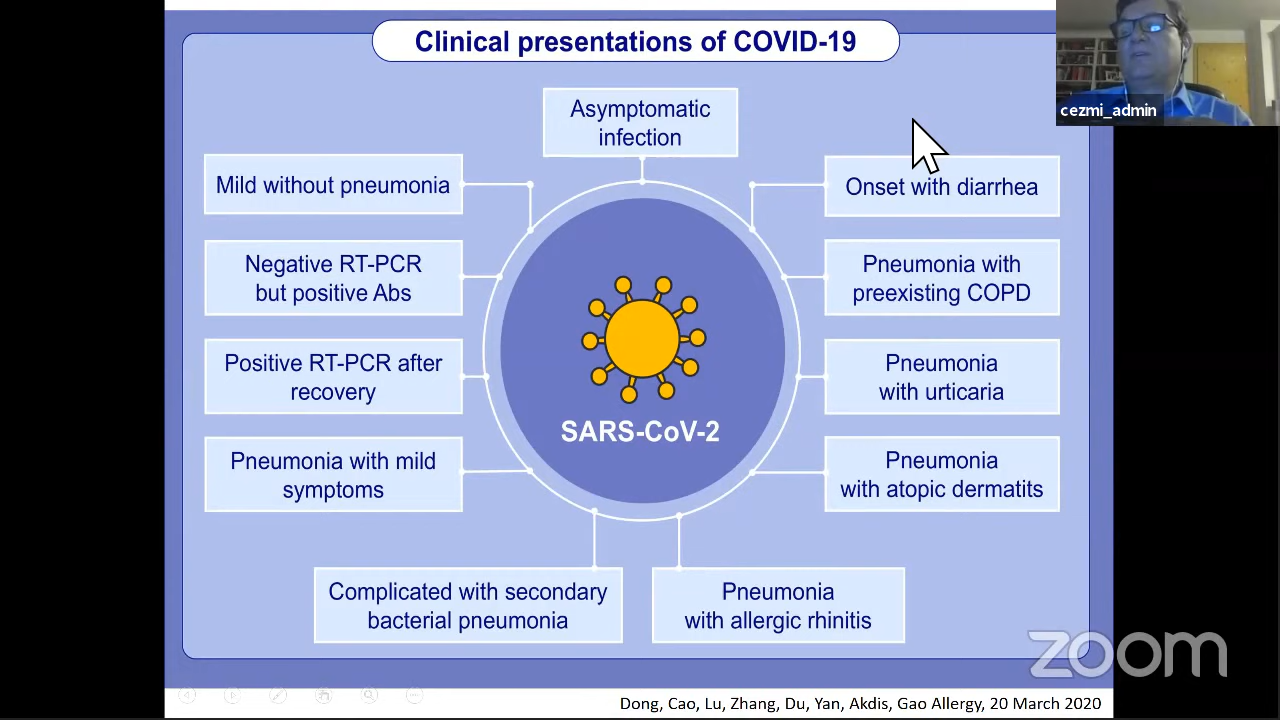 Clinical presentations of COVID-19
cezmi_admin
Asymptomatic
infection
Mild without pneumonia
Onset with diarrhea
Negative RT-PCR
but positive Abs
Pneumonia with
preexisting COPD
Positive RT-PCR after
recovery
Pneumonia
with urticaria
SARS-CoV-2
Pneumonia with mild
symptoms
Pneumonia
with atopic dermatits
Complicated with secondary
bacterial pneumonia
Pneumonia
with allergic rhinitis
zoom
Dong, Cao, Lu, Zhang, Du, Yan, Akdis, Gao Allergy, 20 March 2020